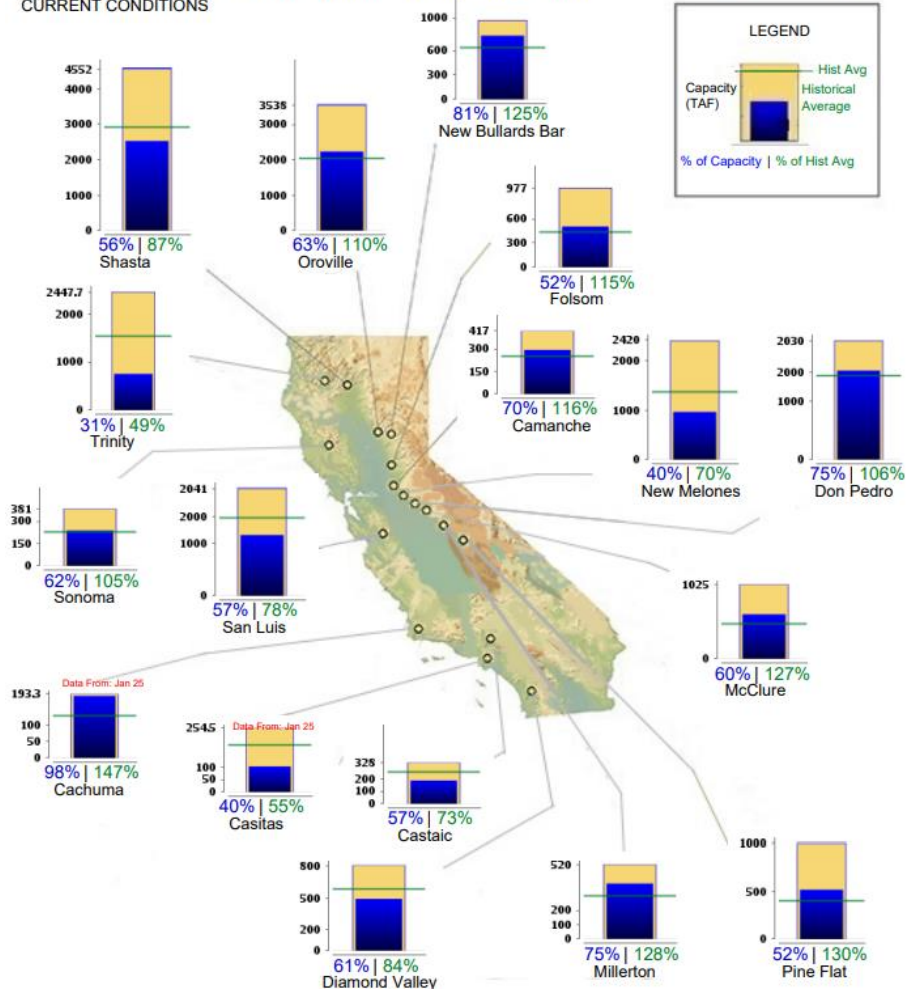 CURRENT CONDITIONS
1000
600
300
0
81% | 125%
New Bullards Bar
LEGEND
Hist Avg
Capacity
(TAF)
Historical
Average
% of Capacity | % of Hist Avg
4552
4000
3000
2000
1000
0
56% | 87%
Shasta
3538
3000
2000
1000
0
63% | 110%
Oroville
977
600
300
0
52% | 115%
Folsom
2447.7
2000
1000
0
31% | 49%
Trinity
417
300
150
0
70% | 116%
Camanche
2420
2000
1000
0
40% | 70%
New Melones
2030
2000
1000
0
75% | 106%
Don Pedro
381
300
150
0
62% | 105%
Sonoma
2041
2000
1000
0
57% | 78%
San Luis
1025
0
60% | 127%
McClure
Data From: Jan 25
193.3
100
50
0
98% | 147%
Cachuma
Data From: Jan 25
254.5
100
50
0
40% | 55%
Casitas
325
200
100
0
57% | 73%
Castaic
800
500
200
0
61% | 84%
Diamond Valley
520
200
100
0
75% | 128%
Millerton
1000
500
0
52% | 130%
Pine Flat